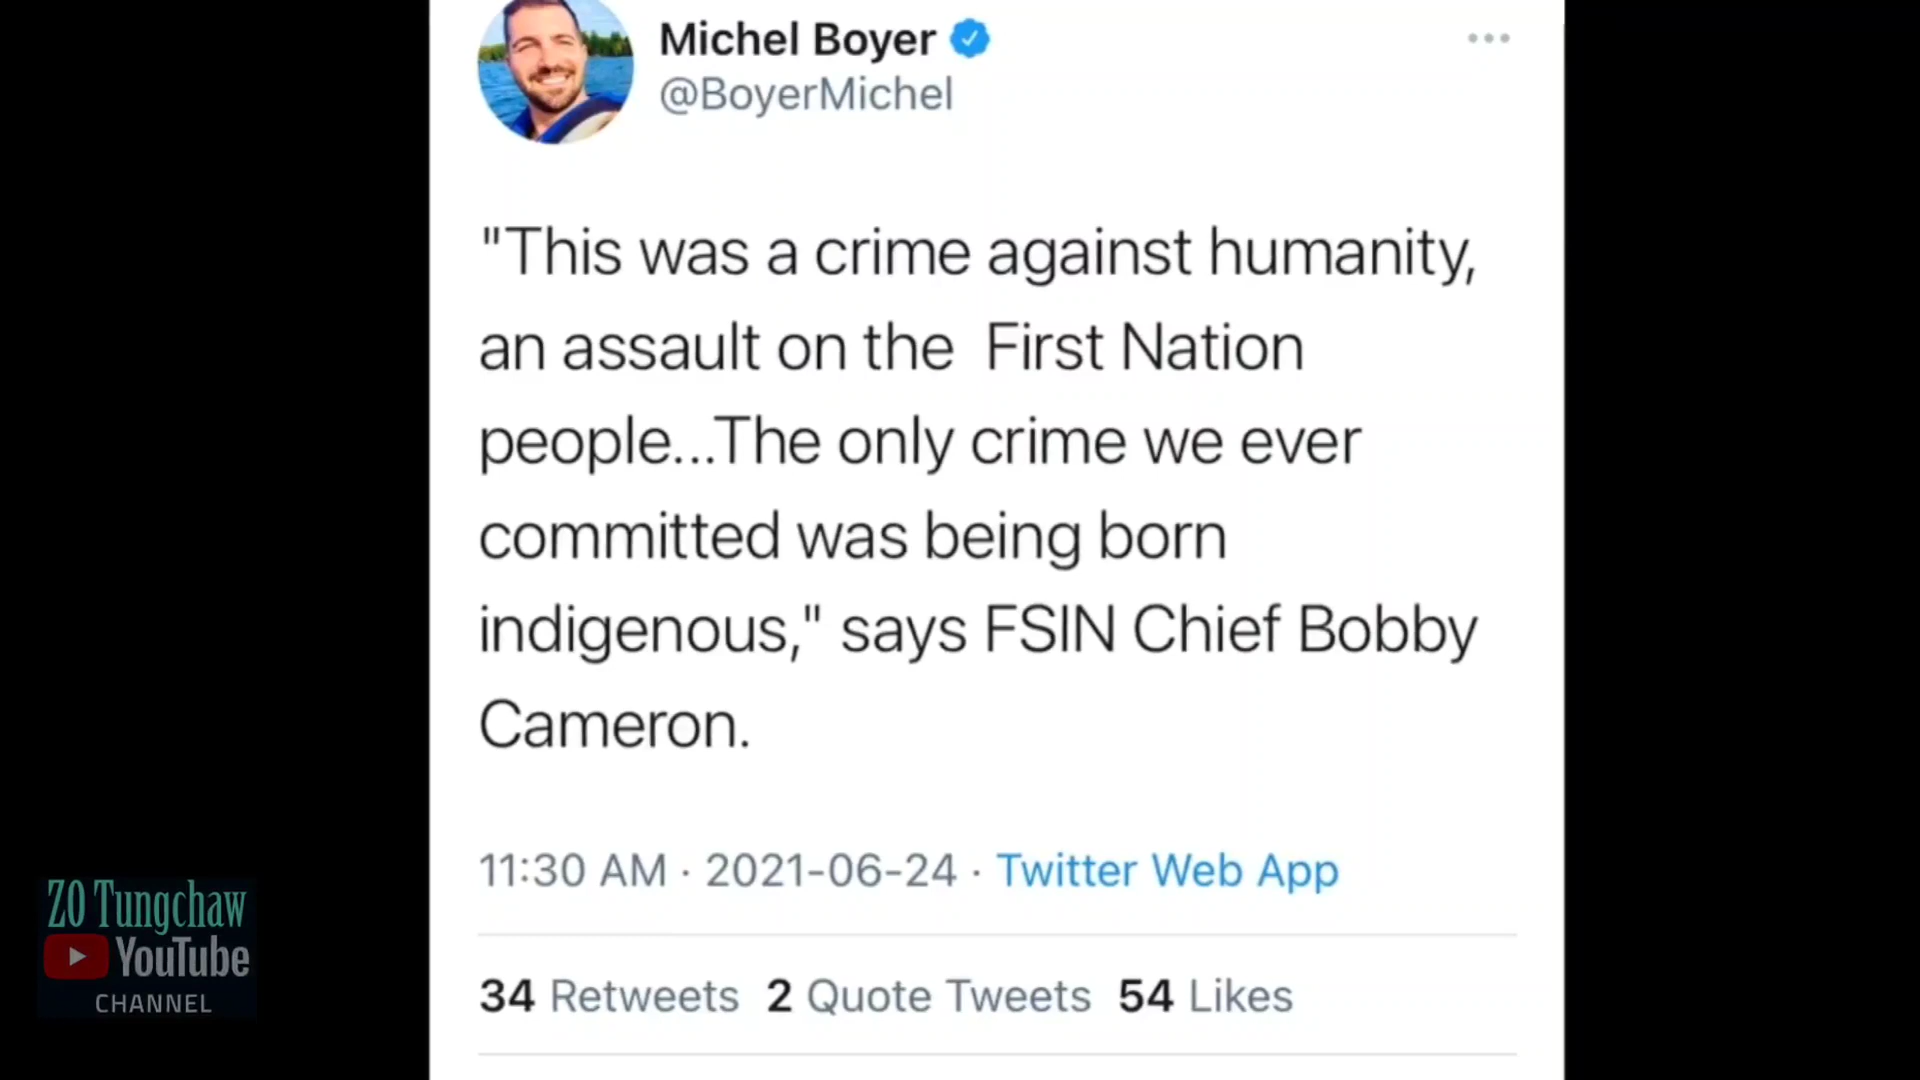 Michel Boyer
@BoyerMichel
"This was a crime against humanity,
an assault on the  First Nation
people...The only crime we ever
committed was being born
indigenous," says FSIN Chief Bobby
Cameron.
11:30 AM · 2021-06-24 · Twitter Web App
34 Retweets 2 Quote Tweets 54 Likes
ZO Tungchaw
YouTube
CHANNEL